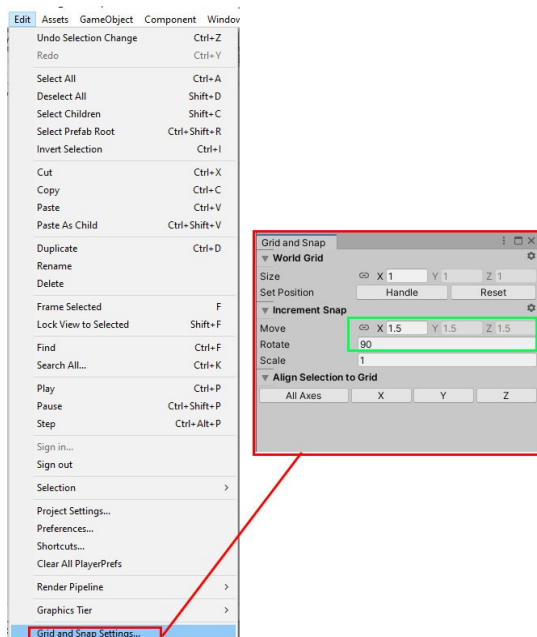 Edit Assets GameObject Component Window
Undo Selection Change Ctrl+Z
Redo Ctrl+Y
Select All Ctrl+A
Deselect All Shift+D
Select Children Shift+C
Select Prefab Root Ctrl+Shift+R
Invert Selection Ctrl+I
Cut Ctrl+X
Copy Ctrl+C
Paste Ctrl+V
Paste As Child Ctrl+Shift+V
Duplicate Ctrl+D
Rename
Delete
Frame Selected F
Lock View to Selected Shift+F
Find Ctrl+F
Search All... Ctrl+K
Play Ctrl+P
Pause Ctrl+Shift+P
Step Ctrl+Alt+P
Sign in...
Sign out
Selection >
Project Settings...
Preferences...
Shortcuts...
Clear All PlayerPrefs
Render Pipeline >
Graphics Tier >
Grid and Snap Settings...
Grid and Snap
World Grid
Size X 1 Y 1 Z 1
Set Position Handle Reset
Increment Snap
Move X 1.5 Y 1.5 Z 1.5
Rotate 90
Scale 1
Align Selection to Grid
All Axes X Y Z